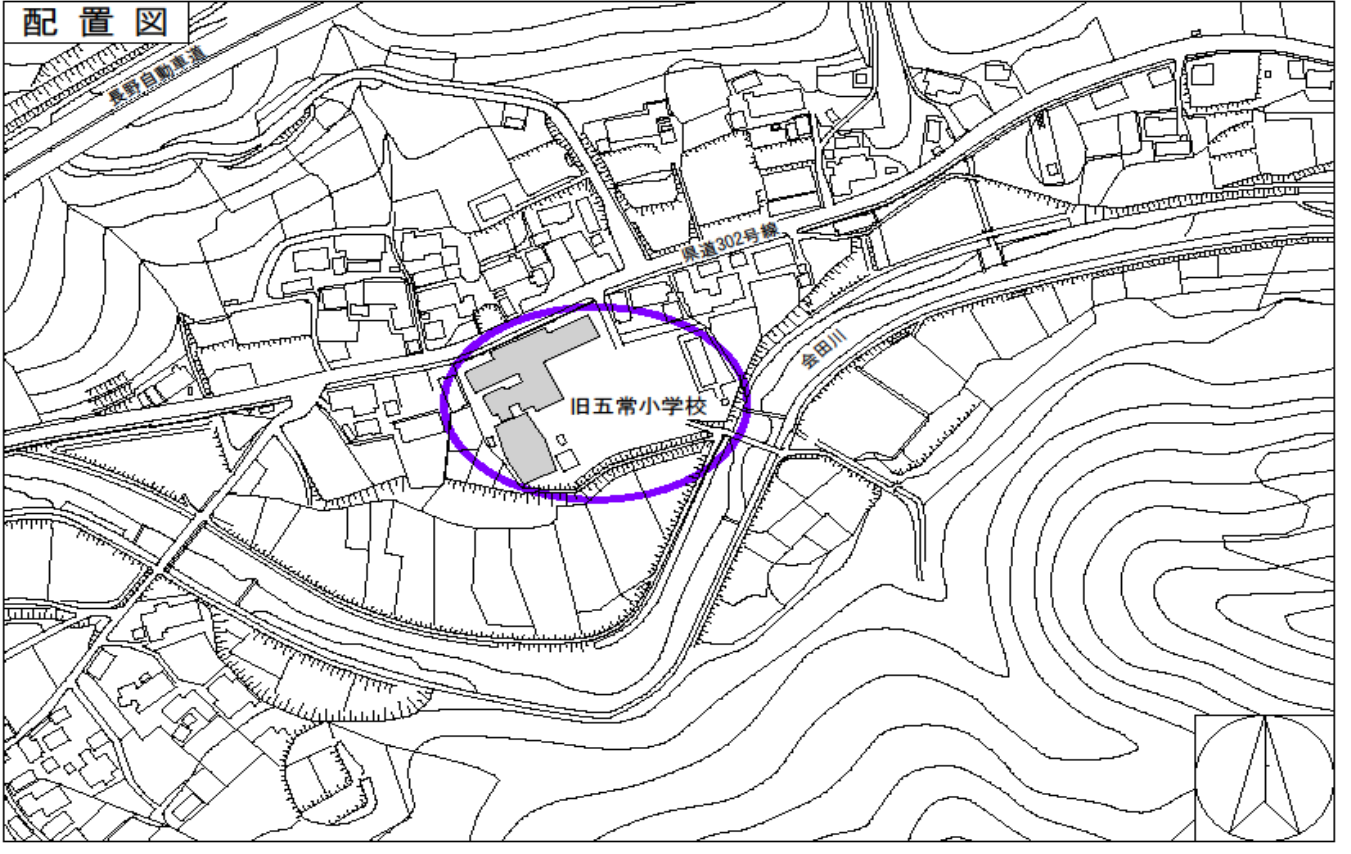 配置図
長野自動車道
県道302号線
会田川
旧五常小学校